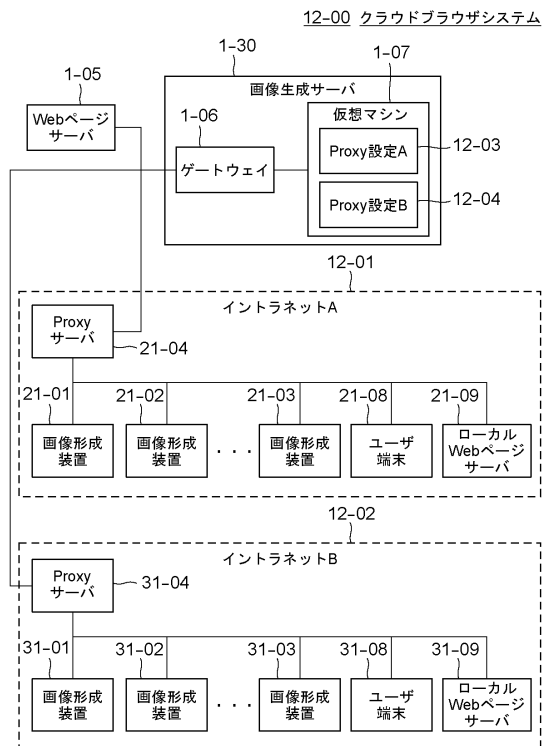 12-00 クラウドブラウザシステム
1-30
1-07
1-05
画像生成サーバ
Webページ
サーバ
1-06
仮想マシン
ゲートウェイ
Proxy設定A
12-03
Proxy設定B
12-04
12-01
イントラネットA
Proxy
サーバ
21-04
21-01
21-02
21-03
21-08
21-09
画像形成
装置
画像形成
装置
...
画像形成
装置
ユーザ
端末
ローカル
Webページ
サーバ
12-02
イントラネットB
Proxy
サーバ
31-04
31-01
31-02
31-03
31-08
31-09
画像形成
装置
画像形成
装置
...
画像形成
装置
ユーザ
端末
ローカル
Webページ
サーバ